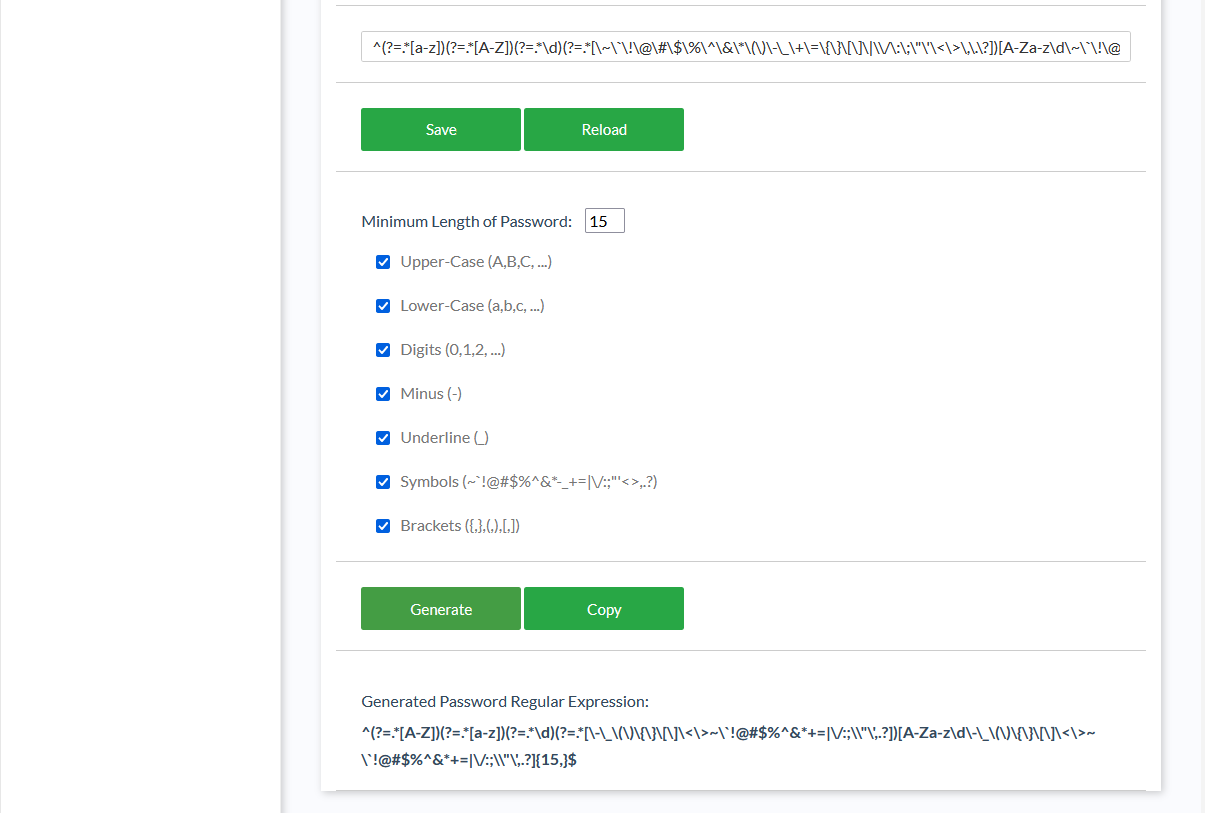 ^(?=.*[a-z])(?=.*[A-Z])(?=.*\d)(?=.*[\~\`\!\@\#\$\%\^\&\*\(\)\-\_\+\=\{\}\[\]\|\\/\:\;\"\'\<\>\,\.\?])[A-Za-z\d\~\`\!\@
Save Reload
Minimum Length of Password: 15
Upper-Case (A,B,C, ...)
Lower-Case (a,b,c, ...)
Digits (0,1,2, ...)
Minus (-)
Underline (_)
Symbols (~`!@#$%^&*-_+=|\/:;"'<>,.?)
Brackets ({,},(,),[,])
Generate Copy
Generated Password Regular Expression:
^(?=.*[A-Z])(?=.*[a-z])(?=.*\d)(?=.*[\-\_\(\)\{\}\[\]\<\>~\`!@#$%^&*+=|\/:;\\"\',.?])[A-Za-z\d\-\_\(\)\{\}\[\]\<\>~
\`!@#$%^&*+=|\/:;\\"\',.?]{15,}$